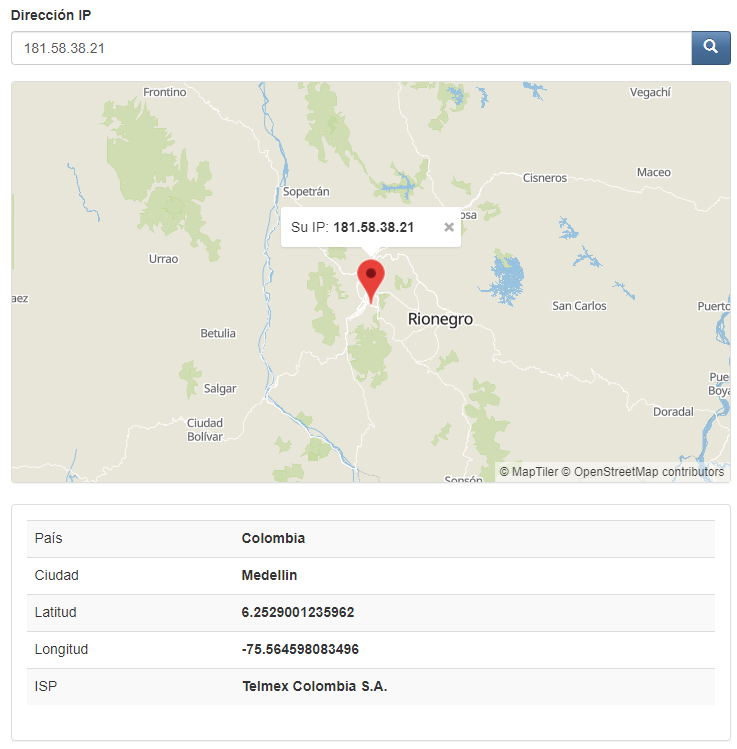 Dirección IP
181.58.38.21
Frontino
Vegachí
Cisneros
Maceo
Sopetrán
osa
Su IP: 181.58.38.21 ×
Urrao
aez
San Carlos
Puerto
Rionegro
Betulia
Pue
Boya
Salgar
Doradal
Ciudad
Bolívar
Sonsón
© MapTiler © OpenStreetMap contributors
País Colombia
Ciudad Medellin
Latitud 6.2529001235962
Longitud -75.564598083496
ISP Telmex Colombia S.A.